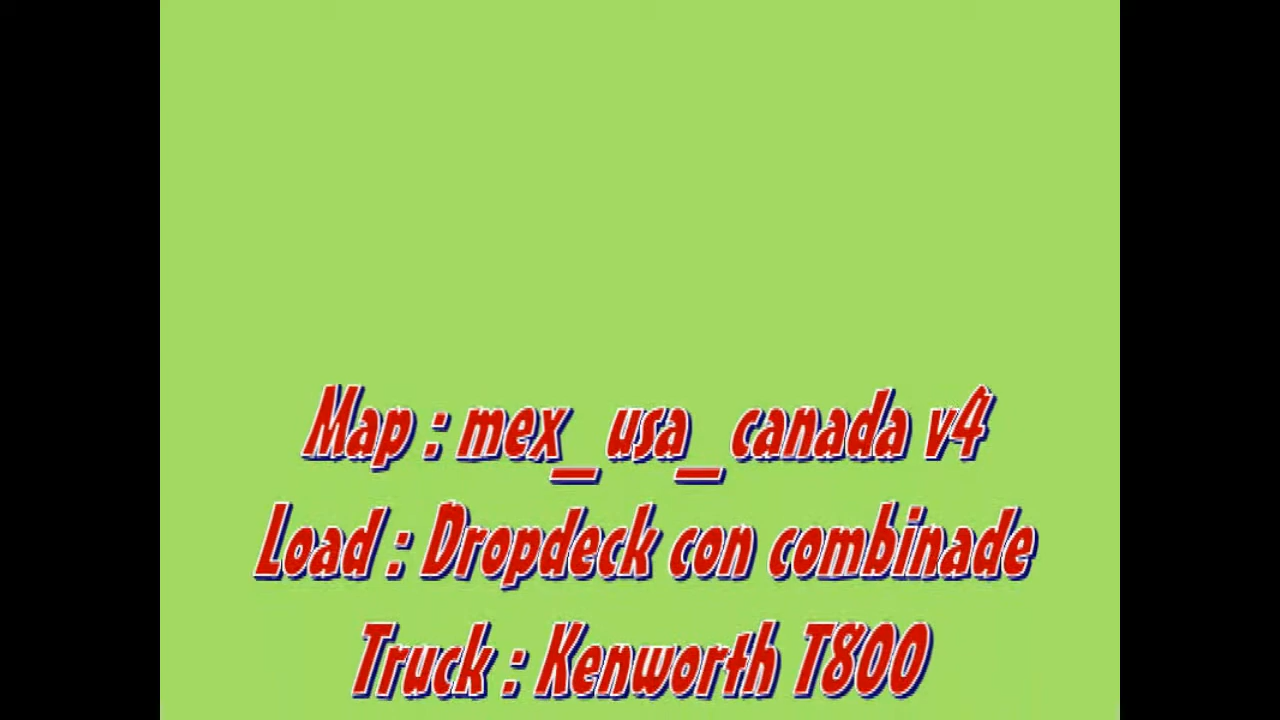 Map : mex_usa_canada v4
Load : Dropdeck con combinade
Truck : Kenworth T800